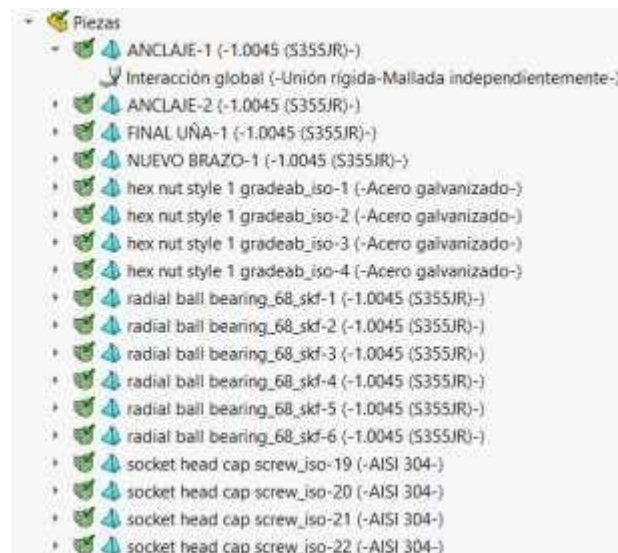 Piezas
ANCLAJE-1 (-1.0045 (S355JR)-)
Interacción global (-Unión rígida-Mallada independientemente-)
ANCLAJE-2 (-1.0045 (S355JR)-)
FINAL UÑA-1 (-1.0045 (S355JR)-)
NUEVO BRAZO-1 (-1.0045 (S355JR)-)
hex nut style 1 gradeab_iso-1 (-Acero galvanizado-)
hex nut style 1 gradeab_iso-2 (-Acero galvanizado-)
hex nut style 1 gradeab_iso-3 (-Acero galvanizado-)
hex nut style 1 gradeab_iso-4 (-Acero galvanizado-)
radial ball bearing_68_skf-1 (-1.0045 (S355JR)-)
radial ball bearing_68_skf-2 (-1.0045 (S355JR)-)
radial ball bearing_68_skf-3 (-1.0045 (S355JR)-)
radial ball bearing_68_skf-4 (-1.0045 (S355JR)-)
radial ball bearing_68_skf-5 (-1.0045 (S355JR)-)
radial ball bearing_68_skf-6 (-1.0045 (S355JR)-)
socket head cap screw_iso-19 (-AISI 304-)
socket head cap screw_iso-20 (-AISI 304-)
socket head cap screw_iso-21 (-AISI 304-)
socket head cap screw_iso-22 (-AISI 304-)